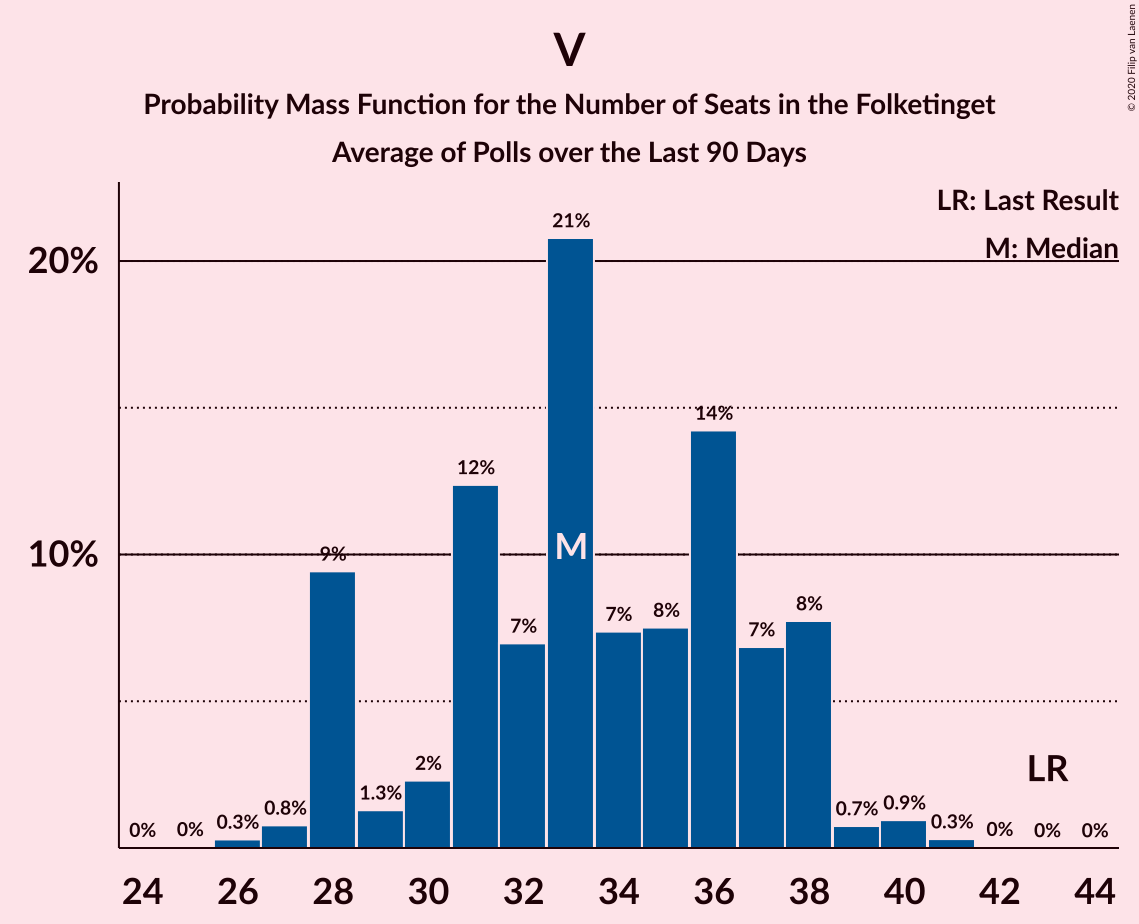 V
Probability Mass Function for the Number of Seats in the Folketinget
Average of Polls over the Last 90 Days
© 2020 Filip van Laenen
LR: Last Result
M: Median
20%
10%
0%
0%
0.3%
0.8%
9%
1.3%
2%
12%
7%
21%
M
7%
8%
14%
7%
8%
0.7%
0.9%
0.3%
0%
0%
0%
LR
24 26 28 30 32 34 36 38 40 42 44